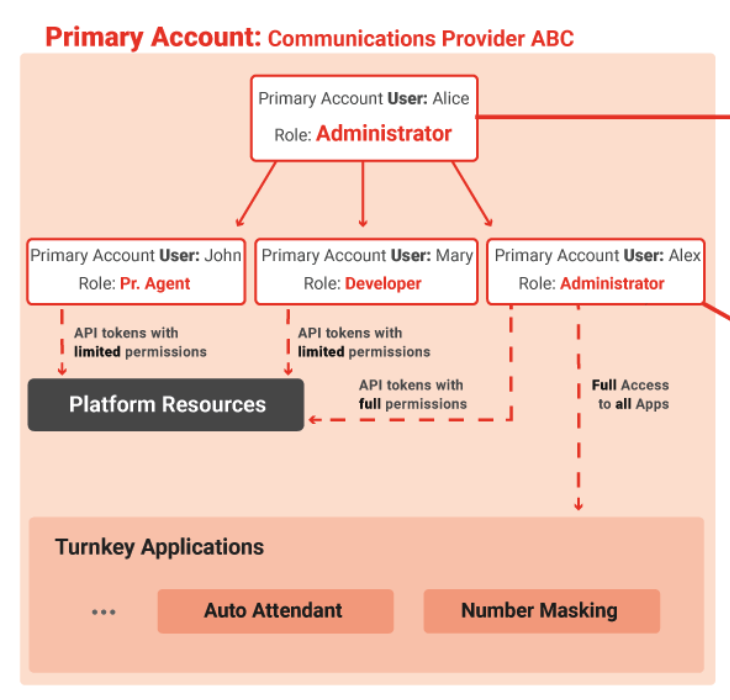 Primary Account: Communications Provider ABC
Primary Account User: Alice
Role: Administrator
Primary Account User: John
Role: Pr. Agent
Primary Account User: Mary
Role: Developer
Primary Account User: Alex
Role: Administrator
API tokens with
limited permissions
API tokens with
limited permissions
Platform Resources
API tokens with
full permissions
Full Access
to all Apps
Turnkey Applications
...
Auto Attendant
Number Masking